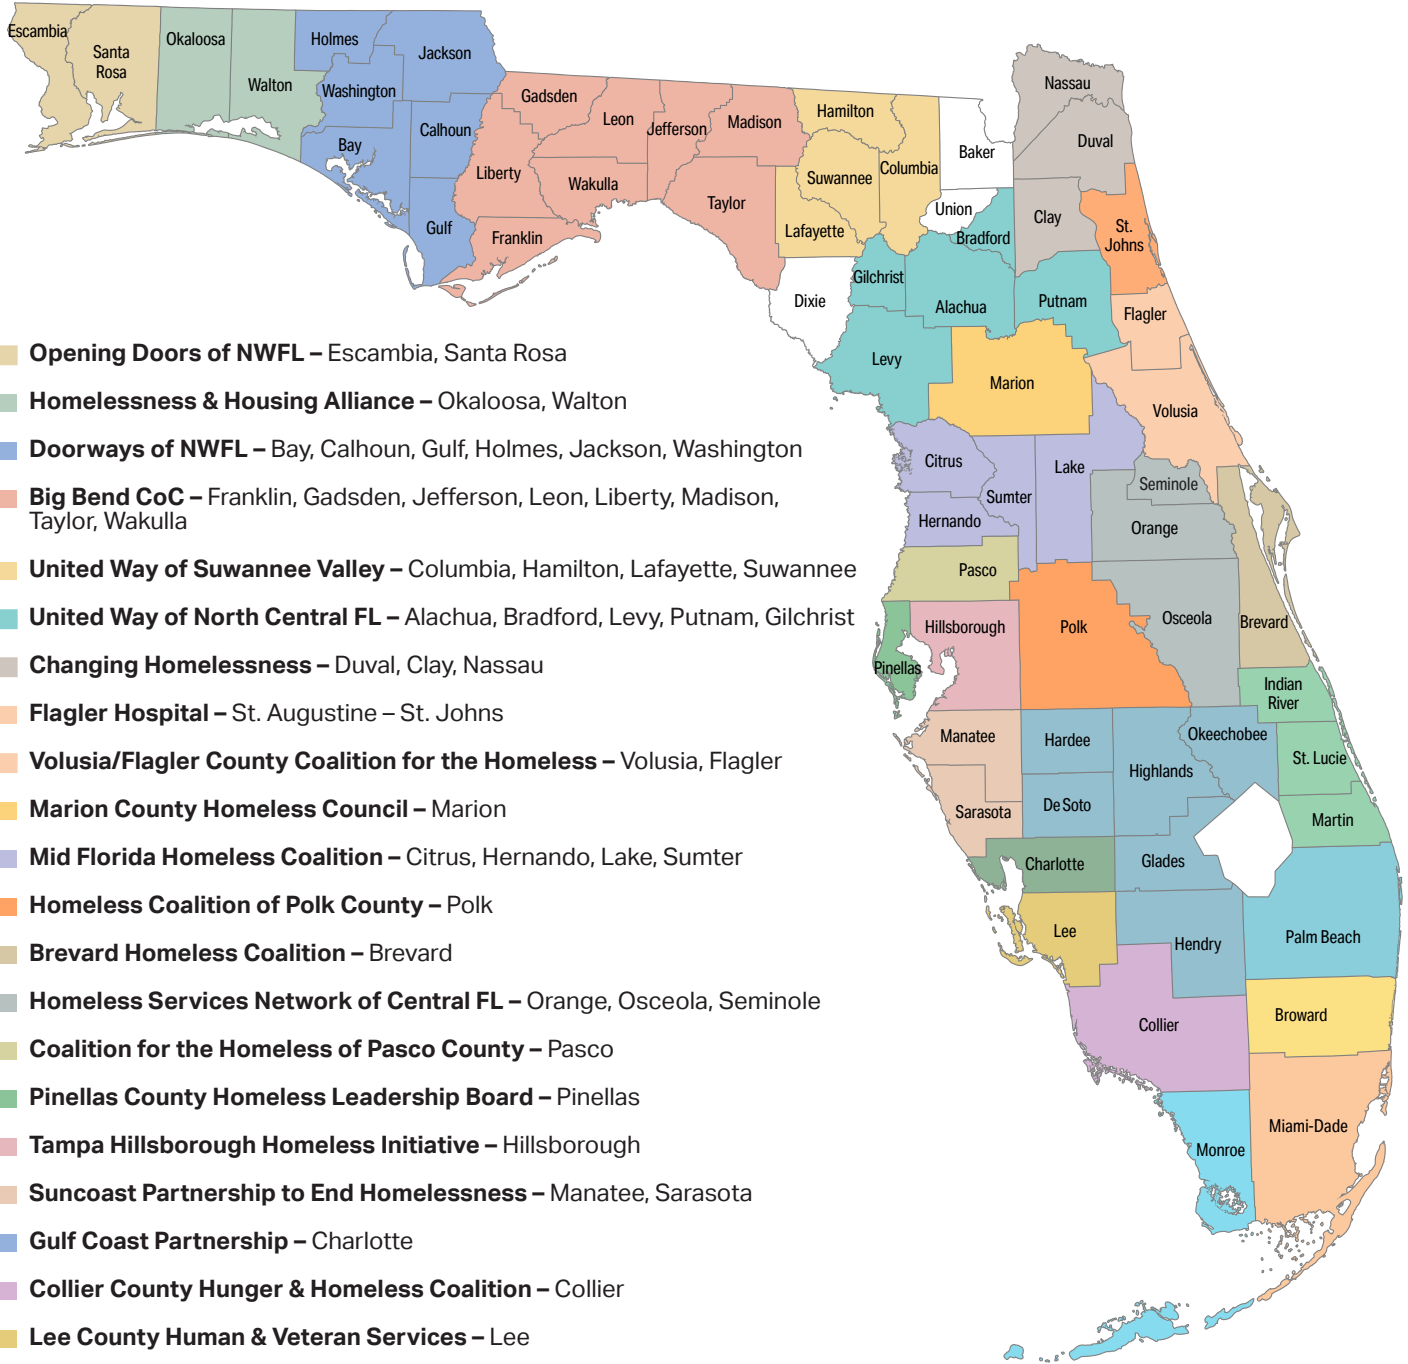 Escambia
Santa
Rosa
Okaloosa
Walton
Holmes
Washington
Jackson
Bay
Calhoun
Gulf
Gadsden
Liberty
Franklin
Leon
Wakulla
Jefferson
Madison
Taylor
Hamilton
Suwannee
Lafayette
Columbia
Baker
Union
Bradford
Dixie
Gilchrist
Alachua
Levy
Nassau
Duval
Clay
St.
Johns
Putnam
Flagler
Marion
Volusia
Citrus
Sumter
Lake
Hernando
Seminole
Orange
Pasco
Osceola
Brevard
Hillsborough
Polk
Pinellas
Indian
River
Manatee
Hardee
Highlands
Okeechobee
St. Lucie
Sarasota
De Soto
Martin
Charlotte
Glades
Lee
Hendry
Palm Beach
Collier
Broward
Monroe
Miami-Dade
Opening Doors of NWFL – Escambia, Santa Rosa
Homelessness & Housing Alliance – Okaloosa, Walton
Doorways of NWFL – Bay, Calhoun, Gulf, Holmes, Jackson, Washington
Big Bend CoC – Franklin, Gadsden, Jefferson, Leon, Liberty, Madison,
Taylor, Wakulla
United Way of Suwannee Valley – Columbia, Hamilton, Lafayette, Suwannee
United Way of North Central FL – Alachua, Bradford, Levy, Putnam, Gilchrist
Changing Homelessness – Duval, Clay, Nassau
Flagler Hospital – St. Augustine – St. Johns
Volusia/Flagler County Coalition for the Homeless – Volusia, Flagler
Marion County Homeless Council – Marion
Mid Florida Homeless Coalition – Citrus, Hernando, Lake, Sumter
Homeless Coalition of Polk County – Polk
Brevard Homeless Coalition – Brevard
Homeless Services Network of Central FL – Orange, Osceola, Seminole
Coalition for the Homeless of Pasco County – Pasco
Pinellas County Homeless Leadership Board – Pinellas
Tampa Hillsborough Homeless Initiative – Hillsborough
Suncoast Partnership to End Homelessness – Manatee, Sarasota
Gulf Coast Partnership – Charlotte
Collier County Hunger & Homeless Coalition – Collier
Lee County Human & Veteran Services – Lee